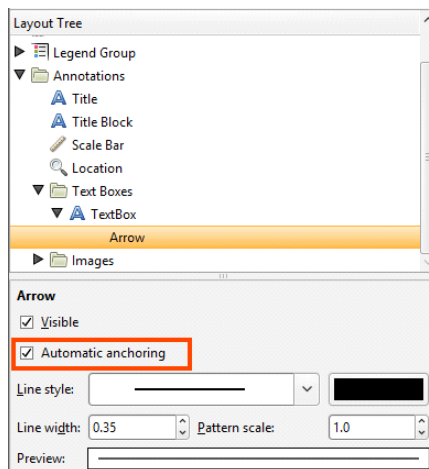 Layout Tree
Legend Group
Annotations
Title
Title Block
Scale Bar
Location
Text Boxes
TextBox
Arrow
Images
Arrow
Visible
Automatic anchoring
Line style:
Line width: 0.35 Pattern scale: 1.0
Preview: